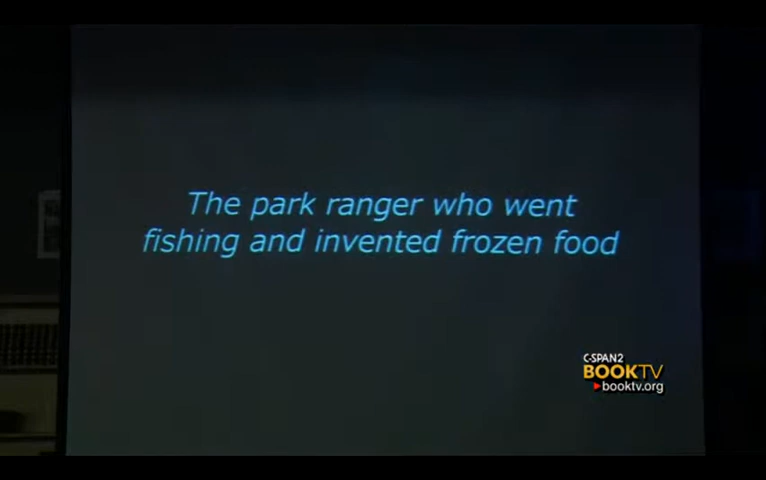 The park ranger who went
fishing and invented frozen food
C-SPAN2
BOOKTV
booktv.org